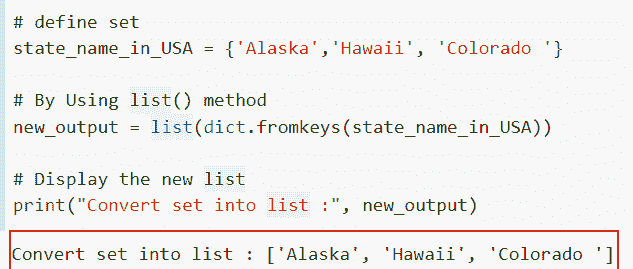 # define set
state_name_in_USA = {'Alaska','Hawaii', 'Colorado '}
# By Using list() method
new_output = list(dict.fromkeys(state_name_in_USA))
# Display the new list
print("Convert set into list :", new_output)
Convert set into list : ['Alaska', 'Hawaii', 'Colorado ']